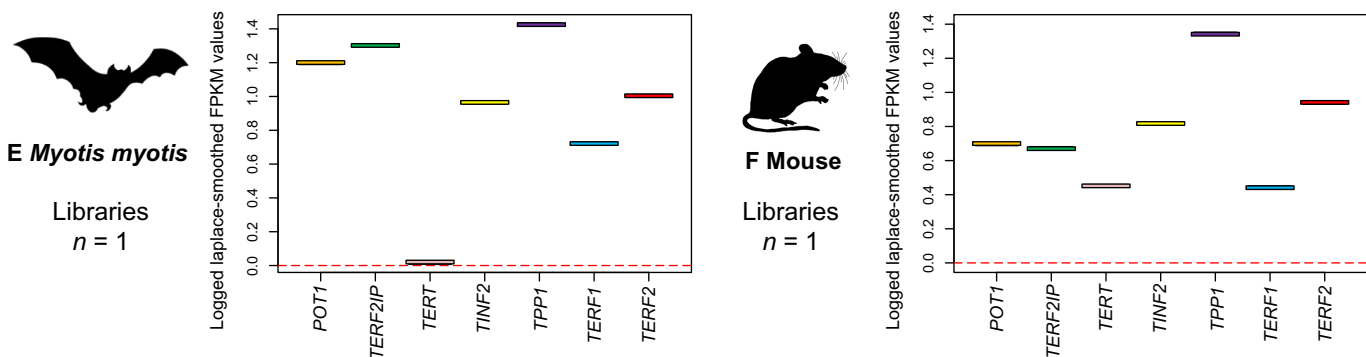 E Myotis myotis
Libraries
n = 1
Logged laplace-smoothed FPKM values
1.4
1.2
1.0
0.8
0.6
0.4
0.2
0.0
POT1
TERF2IP
TERT
TINF2
TPP1
TERF1
TERF2
F Mouse
Libraries
n = 1
Logged laplace-smoothed FPKM values
1.4
1.2
1.0
0.8
0.6
0.4
0.2
0.0
POT1
TERF2IP
TERT
TINF2
TPP1
TERF1
TERF2